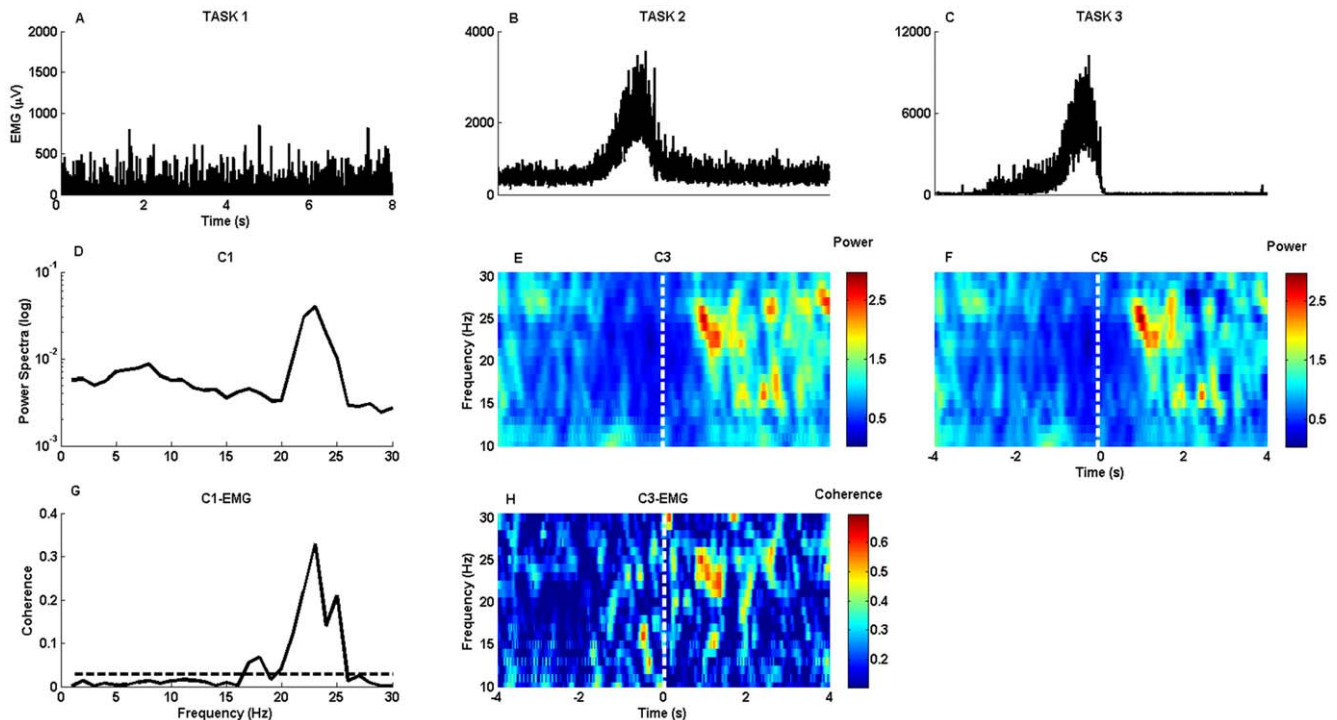 A TASK 1
B TASK 2
C TASK 3
2000
1500
1000
500
0
EMG (µV)
0 2 4 6 8
Time (s)
4000
2000
0
12000
6000
0
D C1
10-1
10-2
10-3
Power Spectra (log)
0 5 10 15 20 25 30
E C3
Power
30
25
20
15
10
Frequency (Hz)
2.5
1.5
0.5
F C5
Power
-4 -2 0 2 4
Time (s)
2.5
1.5
0.5
G C1-EMG
0.4
0.3
0.2
0.1
0
Coherence
0 5 10 15 20 25 30
Frequency (Hz)
H C3-EMG
Coherence
30
25
20
15
10
Frequency (Hz)
-4 -2 0 2 4
Time (s)
0.6
0.5
0.4
0.3
0.2